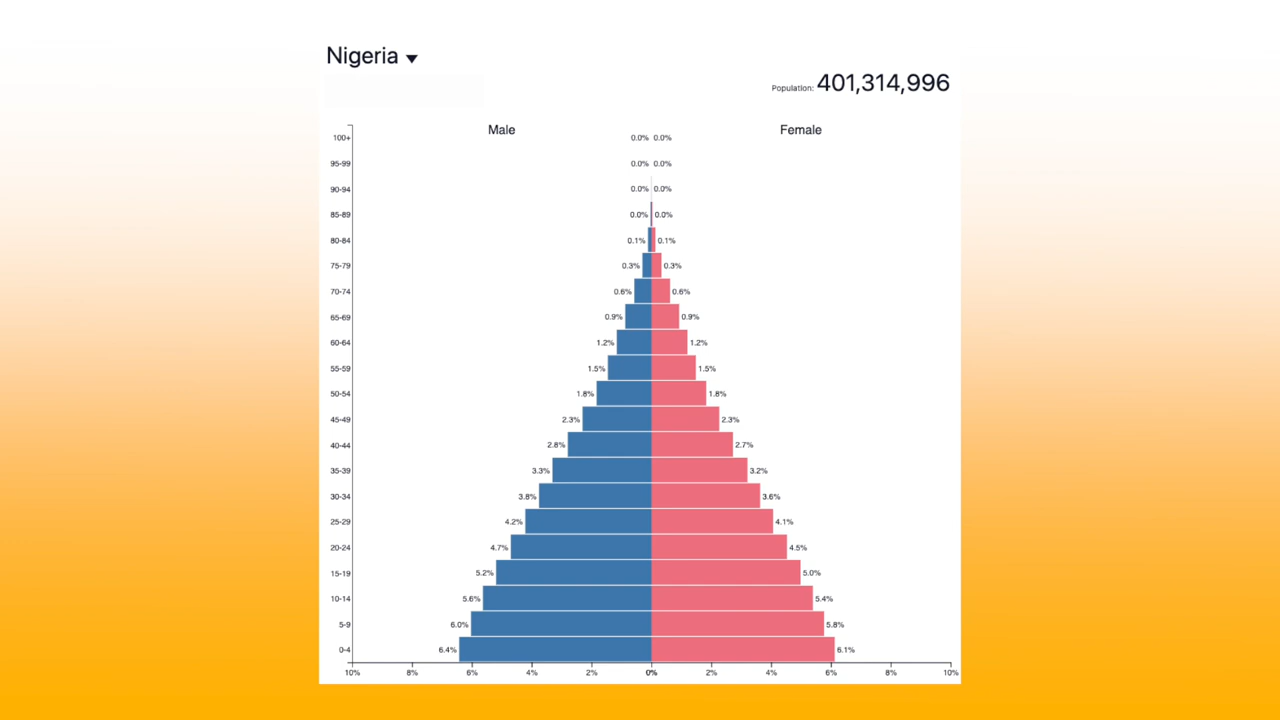 Nigeria
Population: 401,314,996
Male Female
100+ 0.0% 0.0%
95-99 0.0% 0.0%
90-94 0.0% 0.0%
85-89 0.0% 0.0%
80-84 0.1% 0.1%
75-79 0.3% 0.3%
70-74 0.6% 0.6%
65-69 0.9% 0.9%
60-64 1.2% 1.2%
55-59 1.5% 1.5%
50-54 1.8% 1.8%
45-49 2.3% 2.3%
40-44 2.8% 2.7%
35-39 3.3% 3.2%
30-34 3.8% 3.6%
25-29 4.2% 4.1%
20-24 4.7% 4.5%
15-19 5.2% 5.0%
10-14 5.6% 5.4%
5-9 6.0% 5.8%
0-4 6.4% 6.1%
10% 8% 6% 4% 2% 0% 2% 4% 6% 8% 10%